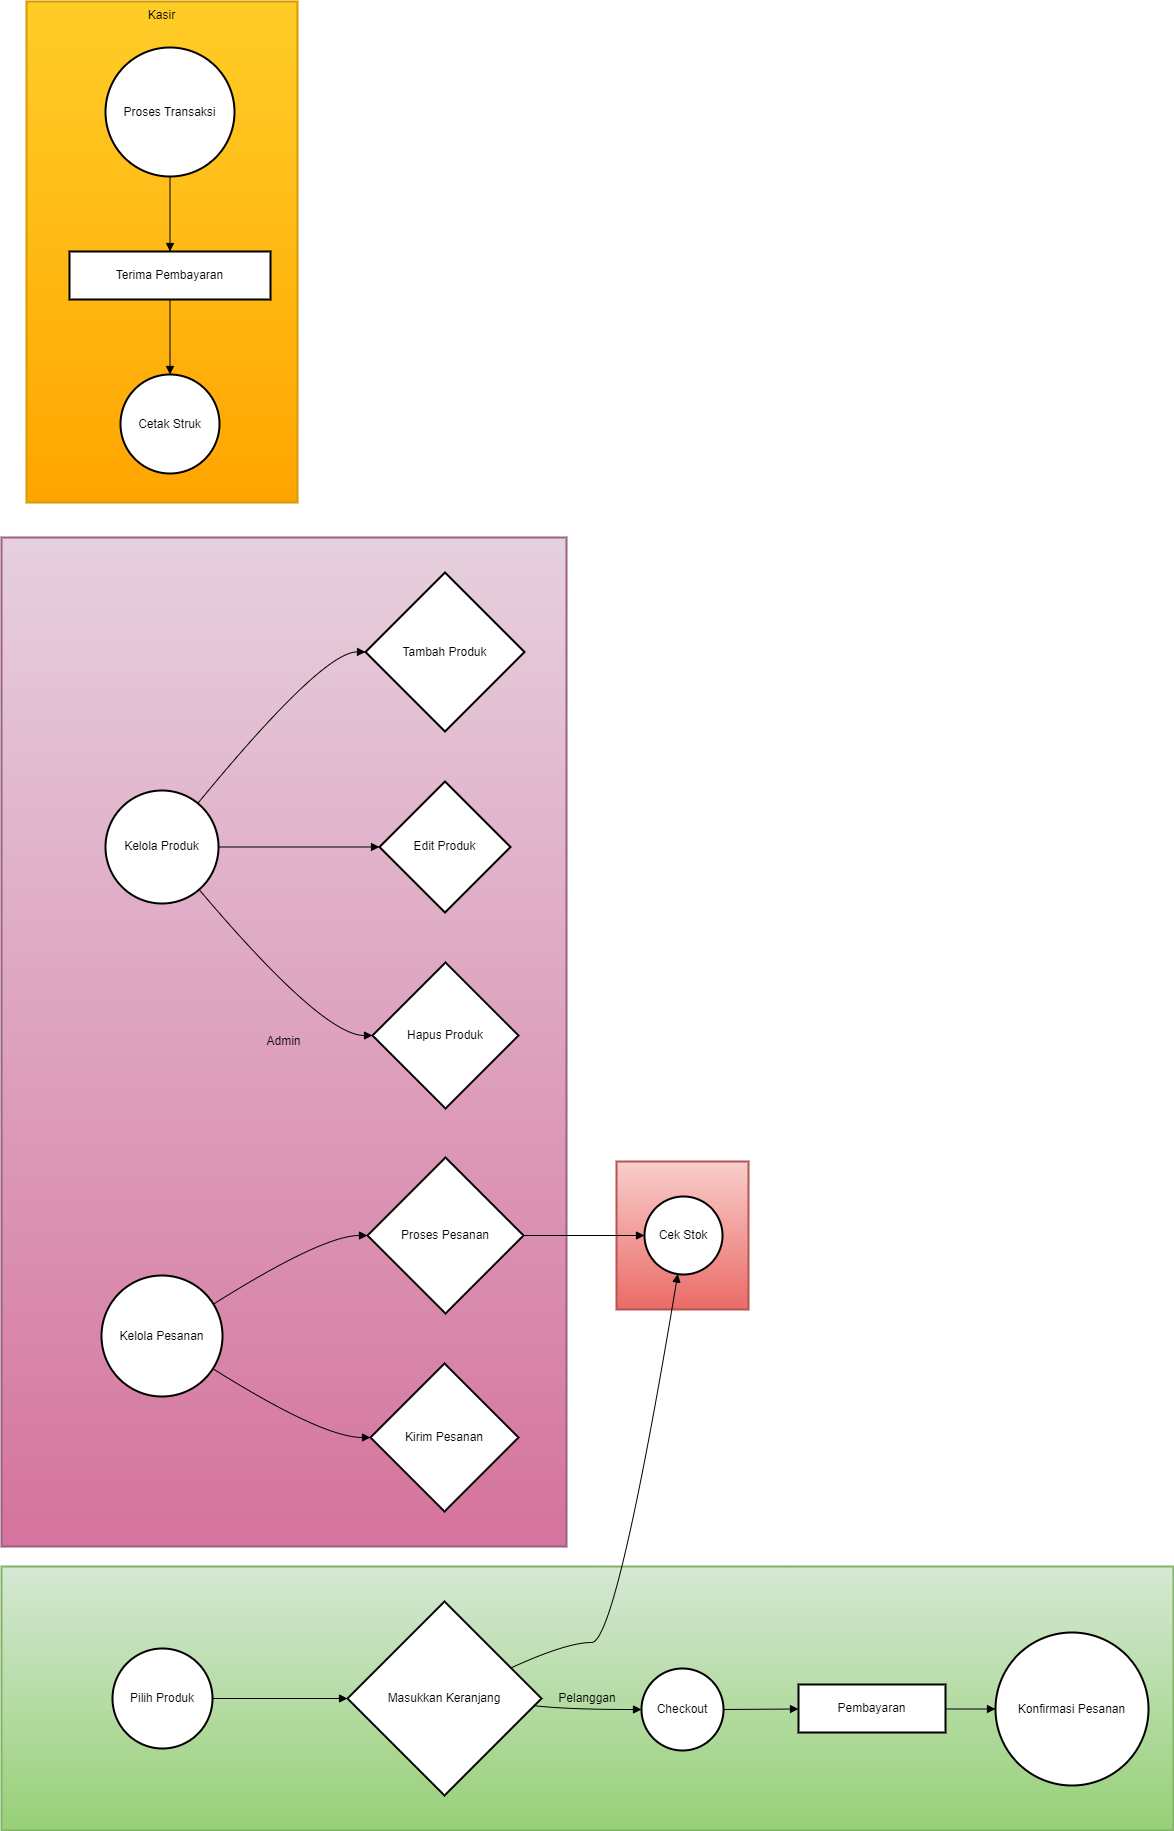 Kasir
Proses Transaksi
Terima Pembayaran
Cetak Struk
Tambah Produk
Kelola Produk
Edit Produk
Hapus Produk
Admin
Proses Pesanan
Cek Stok
Kelola Pesanan
Kirim Pesanan
Pilih Produk
Masukkan Keranjang
Pelanggan
Checkout
Pembayaran
Konfirmasi Pesanan